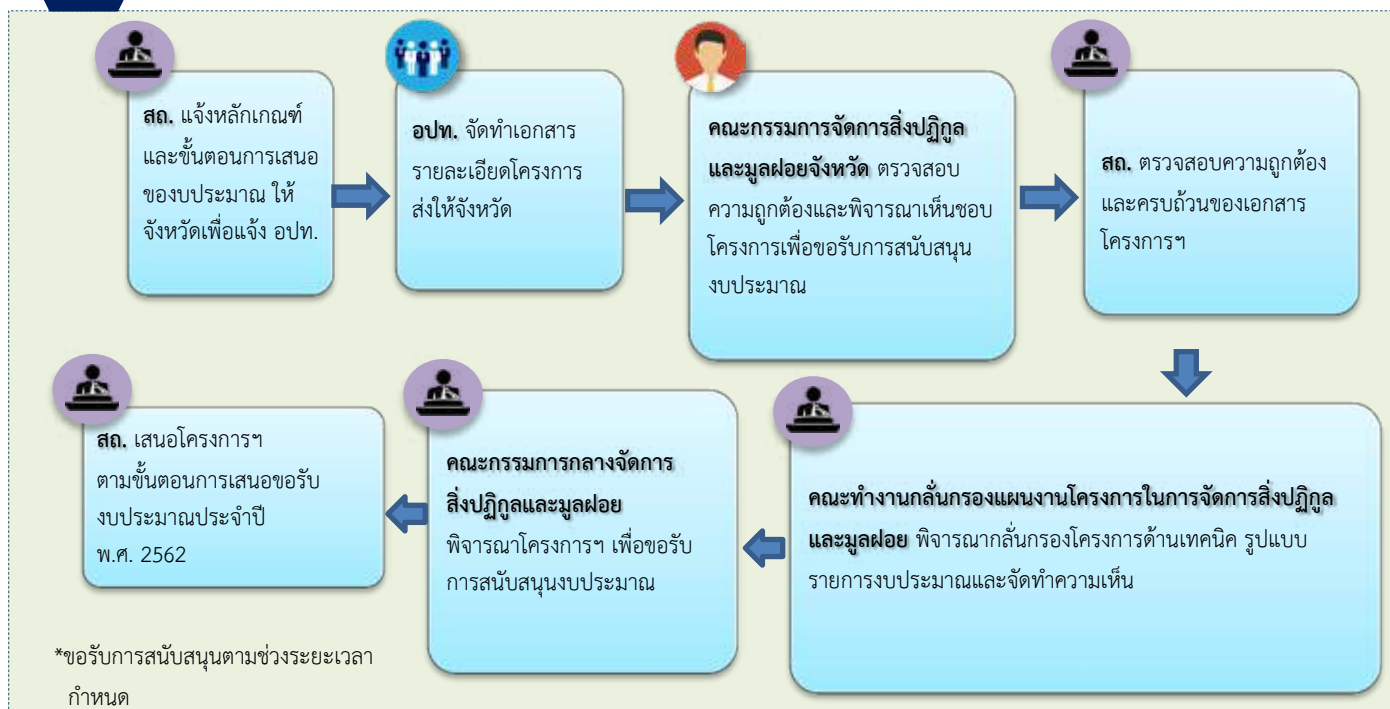 สถ. แจ้งหลักเกณฑ์
และขั้นตอนการเสนอ
ของบประมาณ ให้
จังหวัดเพื่อแจ้ง อปท.
อปท. จัดทำเอกสาร
รายละเอียดโครงการ
ส่งให้จังหวัด
คณะกรรมการจัดการสิ่งปฏิกูล
และมูลฝอยจังหวัด ตรวจสอบ
ความถูกต้องและพิจารณาเห็นชอบ
โครงการเพื่อขอรับการสนับสนุน
งบประมาณ
สถ. ตรวจสอบความถูกต้อง
และครบถ้วนของเอกสาร
โครงการฯ
คณะทำงานกลั่นกรองแผนงานโครงการในการจัดการสิ่งปฏิกูล
และมูลฝอย พิจารณากลั่นกรองโครงการด้านเทคนิค รูปแบบ
รายการงบประมาณและจัดทำความเห็น
คณะกรรมการกลางจัดการ
สิ่งปฏิกูลและมูลฝอย
พิจารณาโครงการฯ เพื่อขอรับ
การสนับสนุนงบประมาณ
สถ. เสนอโครงการฯ
ตามขั้นตอนการเสนอขอรับ
งบประมาณประจำปี
พ.ศ. 2562
*ขอรับการสนับสนุนตามช่วงระยะเวลา
กำหนด